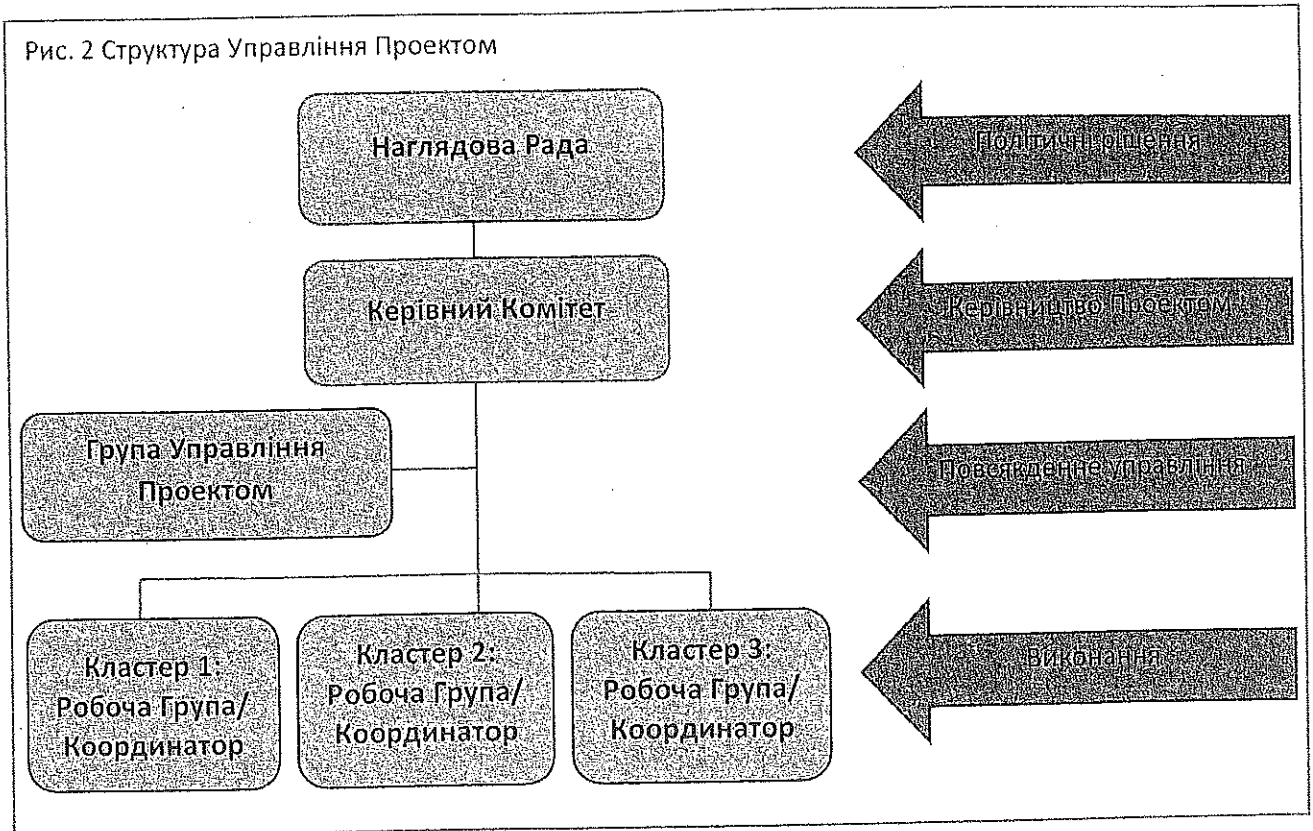 Рис. 2 Структура Управління Проектом
Наглядова Рада
Політичні рішення
Керівний Комітет
Керівництво Проектом
Група Управління
Проектом
Повсякденне управління
Кластер 1:
Робоча Група/
Координатор
Кластер 2:
Робоча Група/
Координатор
Кластер 3:
Робоча Група/
Координатор
Виконання